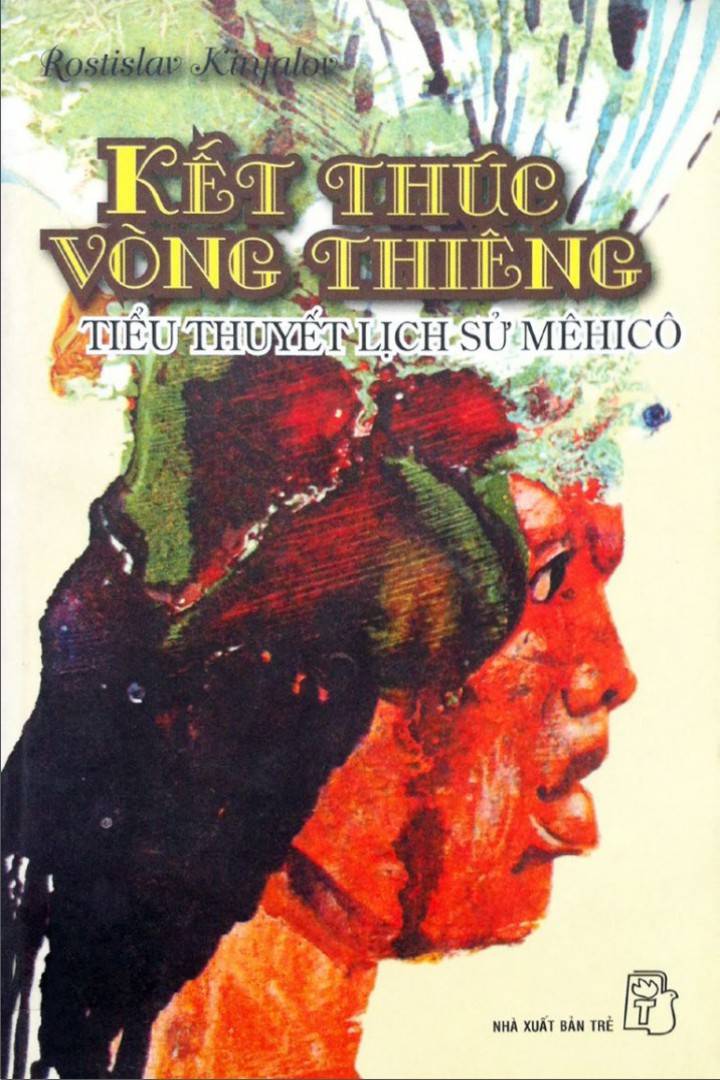 Rostislav Kinjalov
KẾT THÚC
VÒNG THIÊNG
TIỂU THUYẾT LỊCH SỬ MÊHICÔ
NHÀ XUẤT BẢN TRẺ
T